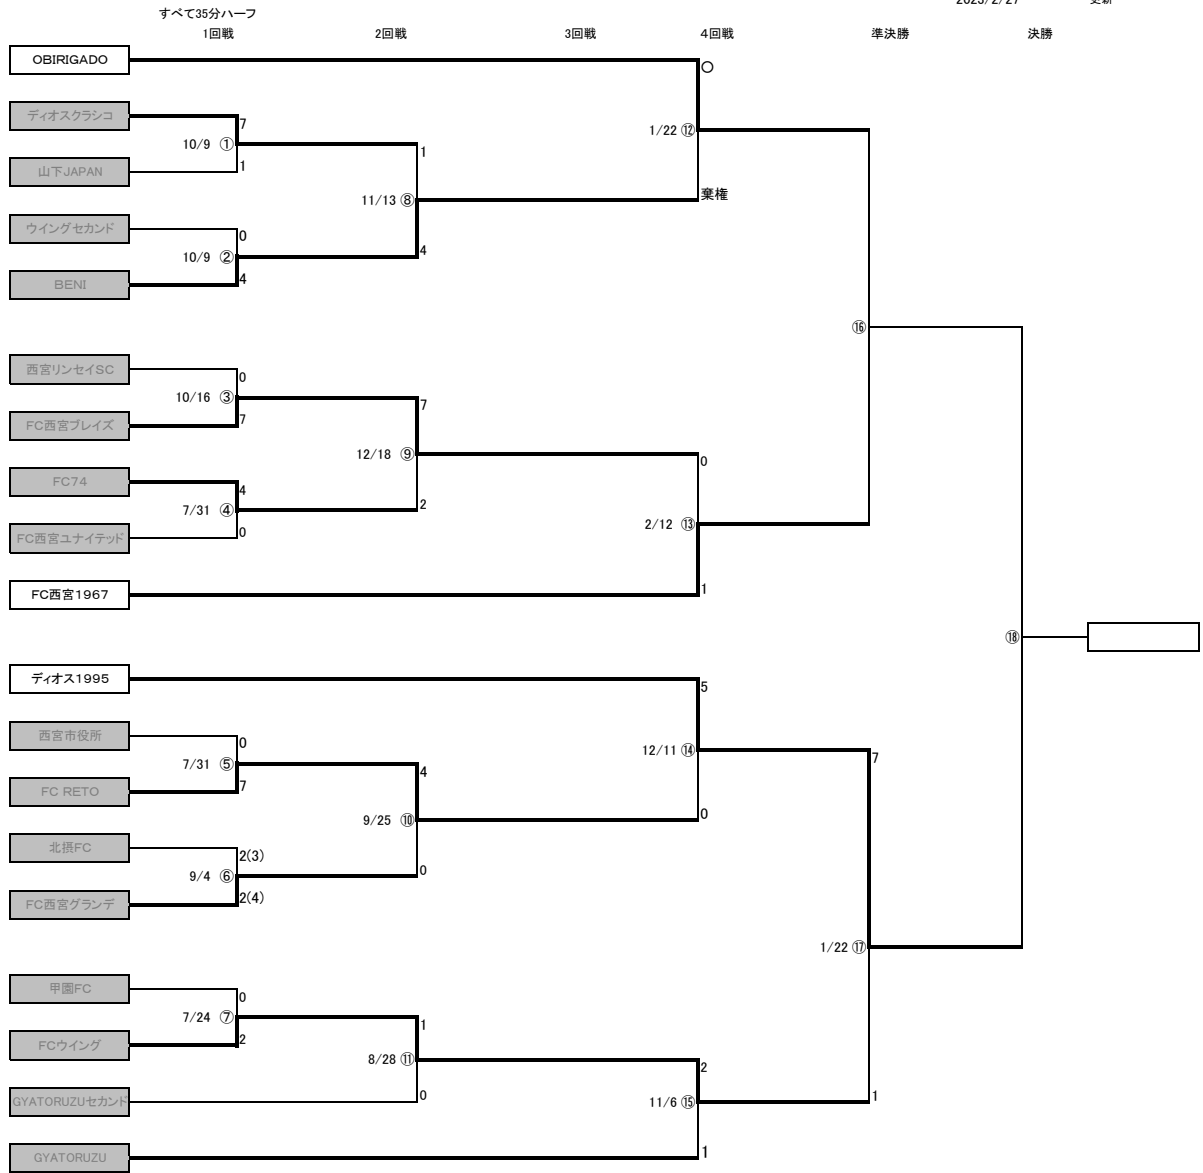 2023/2/27 更新
すべて35分ハーフ
1回戦 2回戦 3回戦 4回戦 準決勝 決勝
OBIRIGADO
○
ディオスクラシコ
7
1/22 ⑫
10/9 ①
1
山下JAPAN
1
11/13 ⑧
棄権
ウイングセカンド
0
4
10/9 ②
BENI
4
⑯
西宮リンセイSC
0
10/16 ③
7
FC西宮ブレイズ
7
12/18 ⑨
0
FC74
4
2
7/31 ④
2/12 ⑬
FC西宮ユナイテッド
0
FC西宮1967
1
⑱
ディオス1995
5
西宮市役所
0
12/11 ⑭
7
7/31 ⑤
4
FC RETO
7
9/25 ⑩
0
北摂FC
2(3)
9/4 ⑥
0
FC西宮グランデ
2(4)
1/22 ⑰
甲園FC
0
7/24 ⑦
1
FCウイング
2
8/28 ⑪
2
GYATORUZUセカンド
0
11/6 ⑮
1
GYATORUZU
1